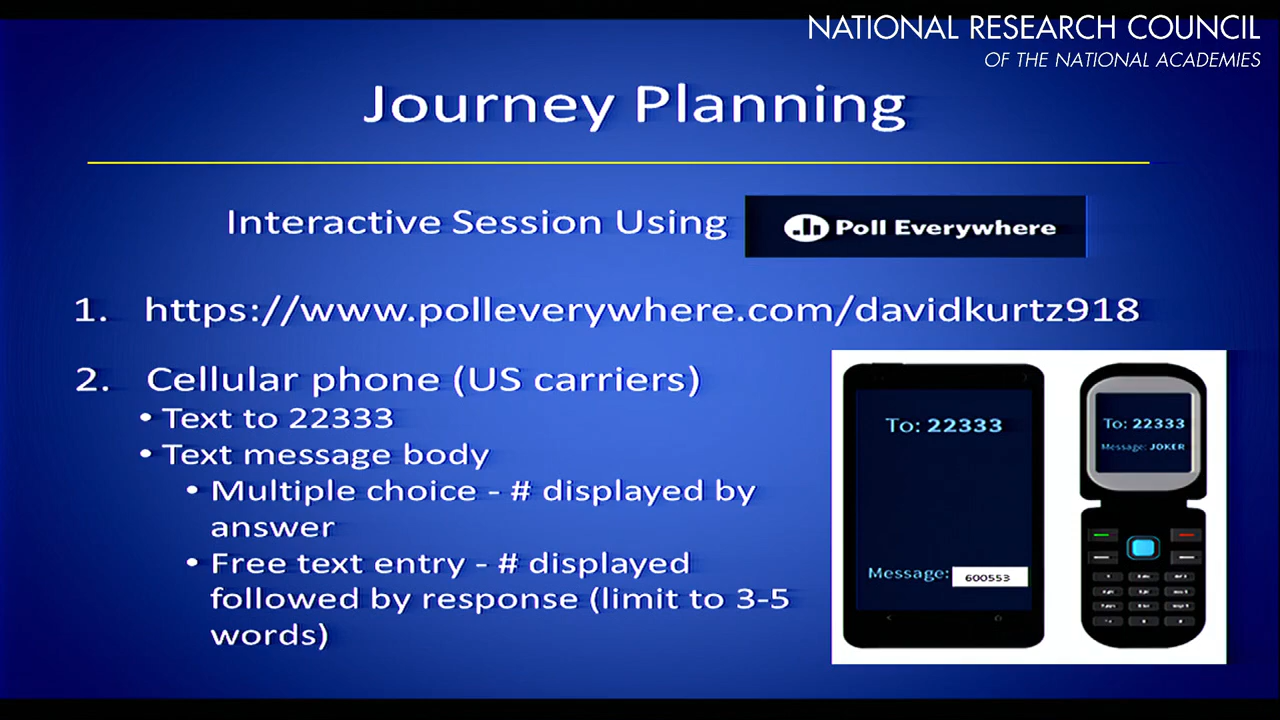 NATIONAL RESEARCH COUNCIL
OF THE NATIONAL ACADEMIES
Journey Planning
Interactive Session Using Poll Everywhere
1. https://www.polleverywhere.com/davidkurtz918
2. Cellular phone (US carriers)
• Text to 22333
• Text message body
• Multiple choice - # displayed by
answer
• Free text entry - # displayed
followed by response (limit to 3-5
words)
To: 22333
Message: 600553
To: 22333
Message: JOKER